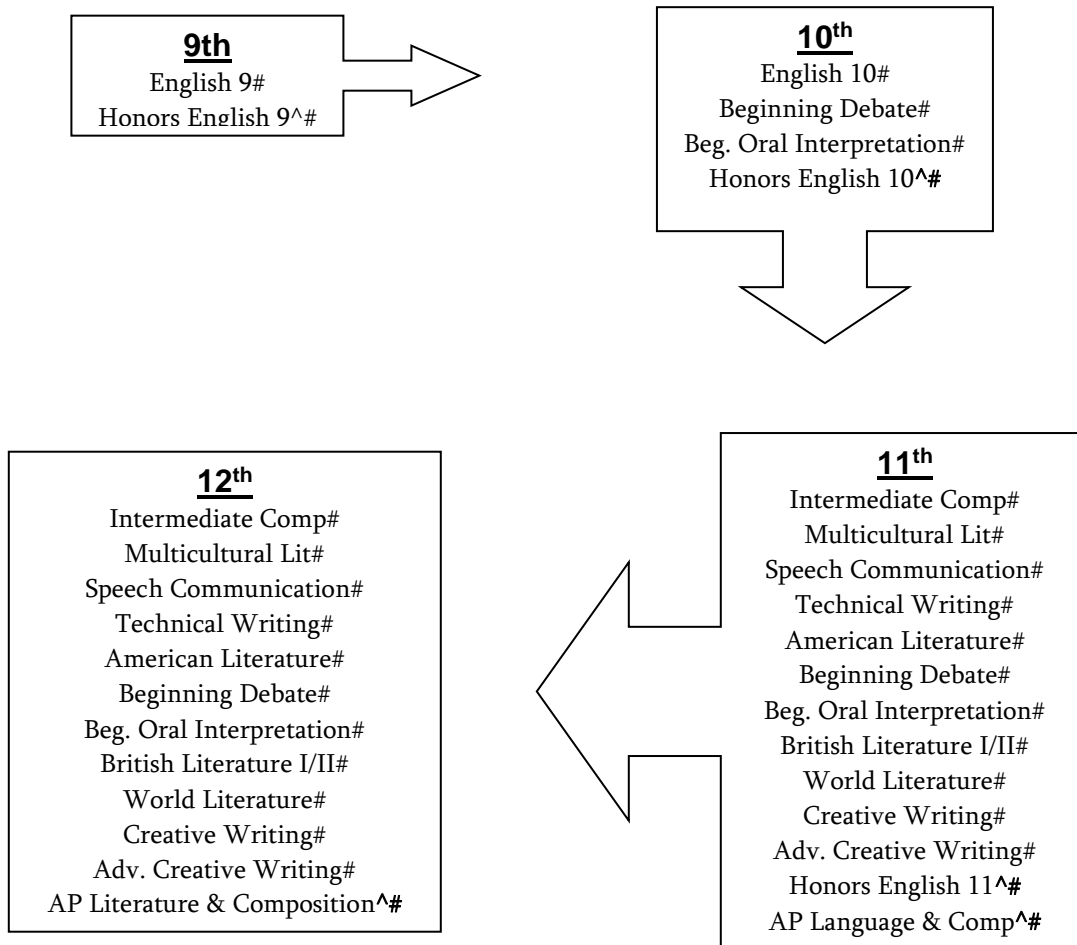 9th
English 9#
Honors English 9^#
10th
English 10#
Beginning Debate#
Beg. Oral Interpretation#
Honors English 10^#
11th
Intermediate Comp#
Multicultural Lit#
Speech Communication#
Technical Writing#
American Literature#
Beginning Debate#
Beg. Oral Interpretation#
British Literature I/II#
World Literature#
Creative Writing#
Adv. Creative Writing#
Honors English 11^#
AP Language & Comp^#
12th
Intermediate Comp#
Multicultural Lit#
Speech Communication#
Technical Writing#
American Literature#
Beginning Debate#
Beg. Oral Interpretation#
British Literature I/II#
World Literature#
Creative Writing#
Adv. Creative Writing#
AP Literature & Composition^#